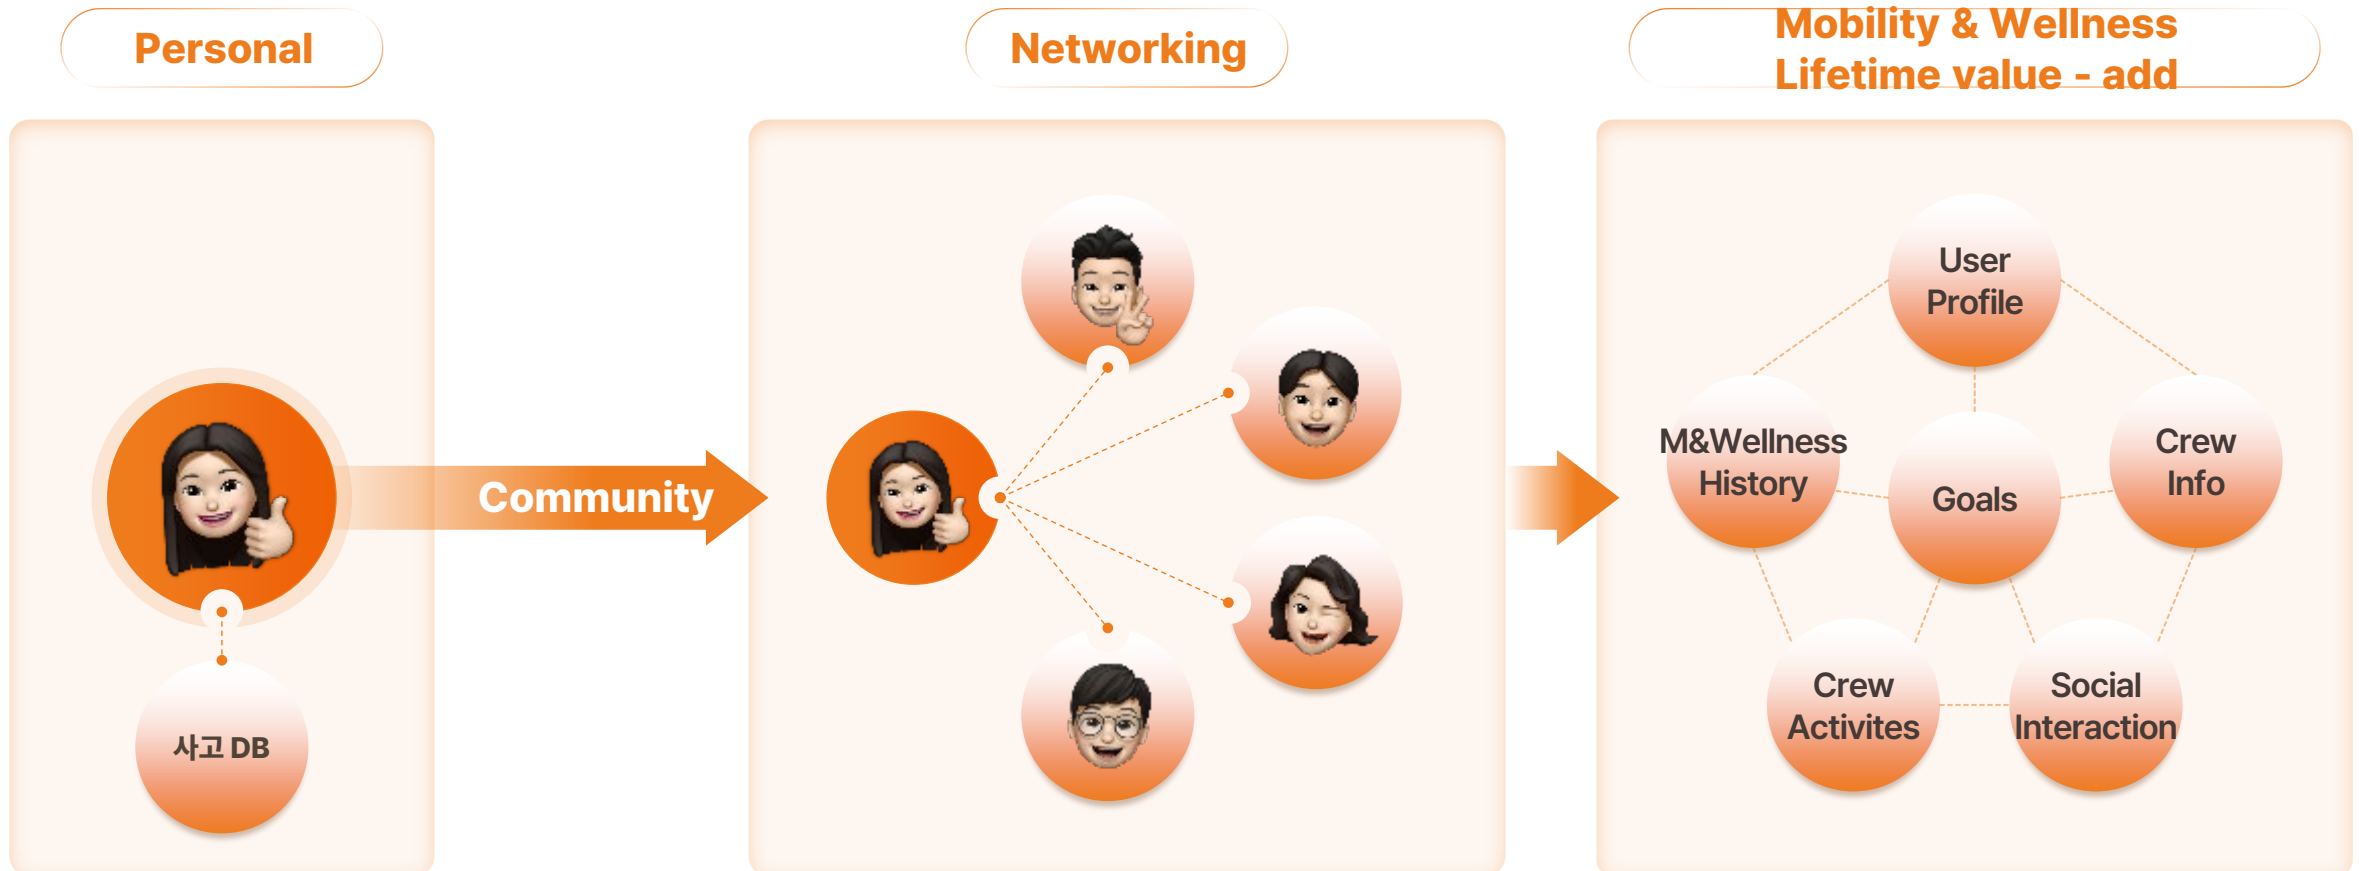 Personal
Networking
Mobility & Wellness
Lifetime value - add
사고 DB
Community
User
Profile
M&Wellness
History
Goals
Crew
Info
Crew
Activites
Social
Interaction